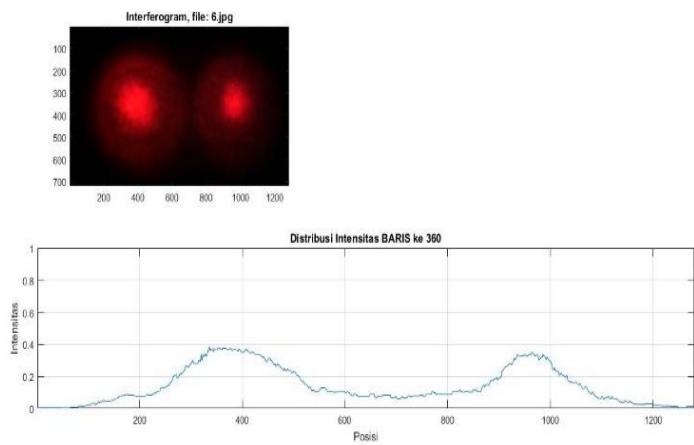 Interferogram, file: 6.jpg
100
200
300
400
500
600
700
200 400 600 800 1000 1200
Distribusi Intensitas BARIS ke 360
1
0.8
0.6
0.4
0.2
0
Intensitas
200 400 600 800 1000 1200
Posisi